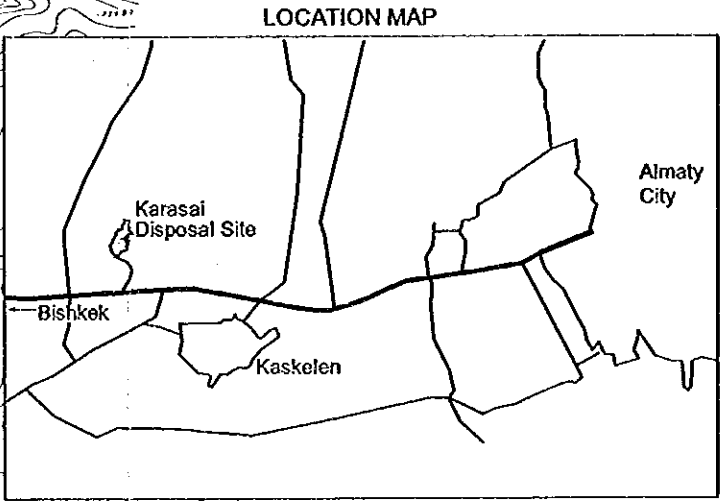 LOCATION MAP
Karasai
Disposal Site
Almaty
City
Bishkek
Kaskelen